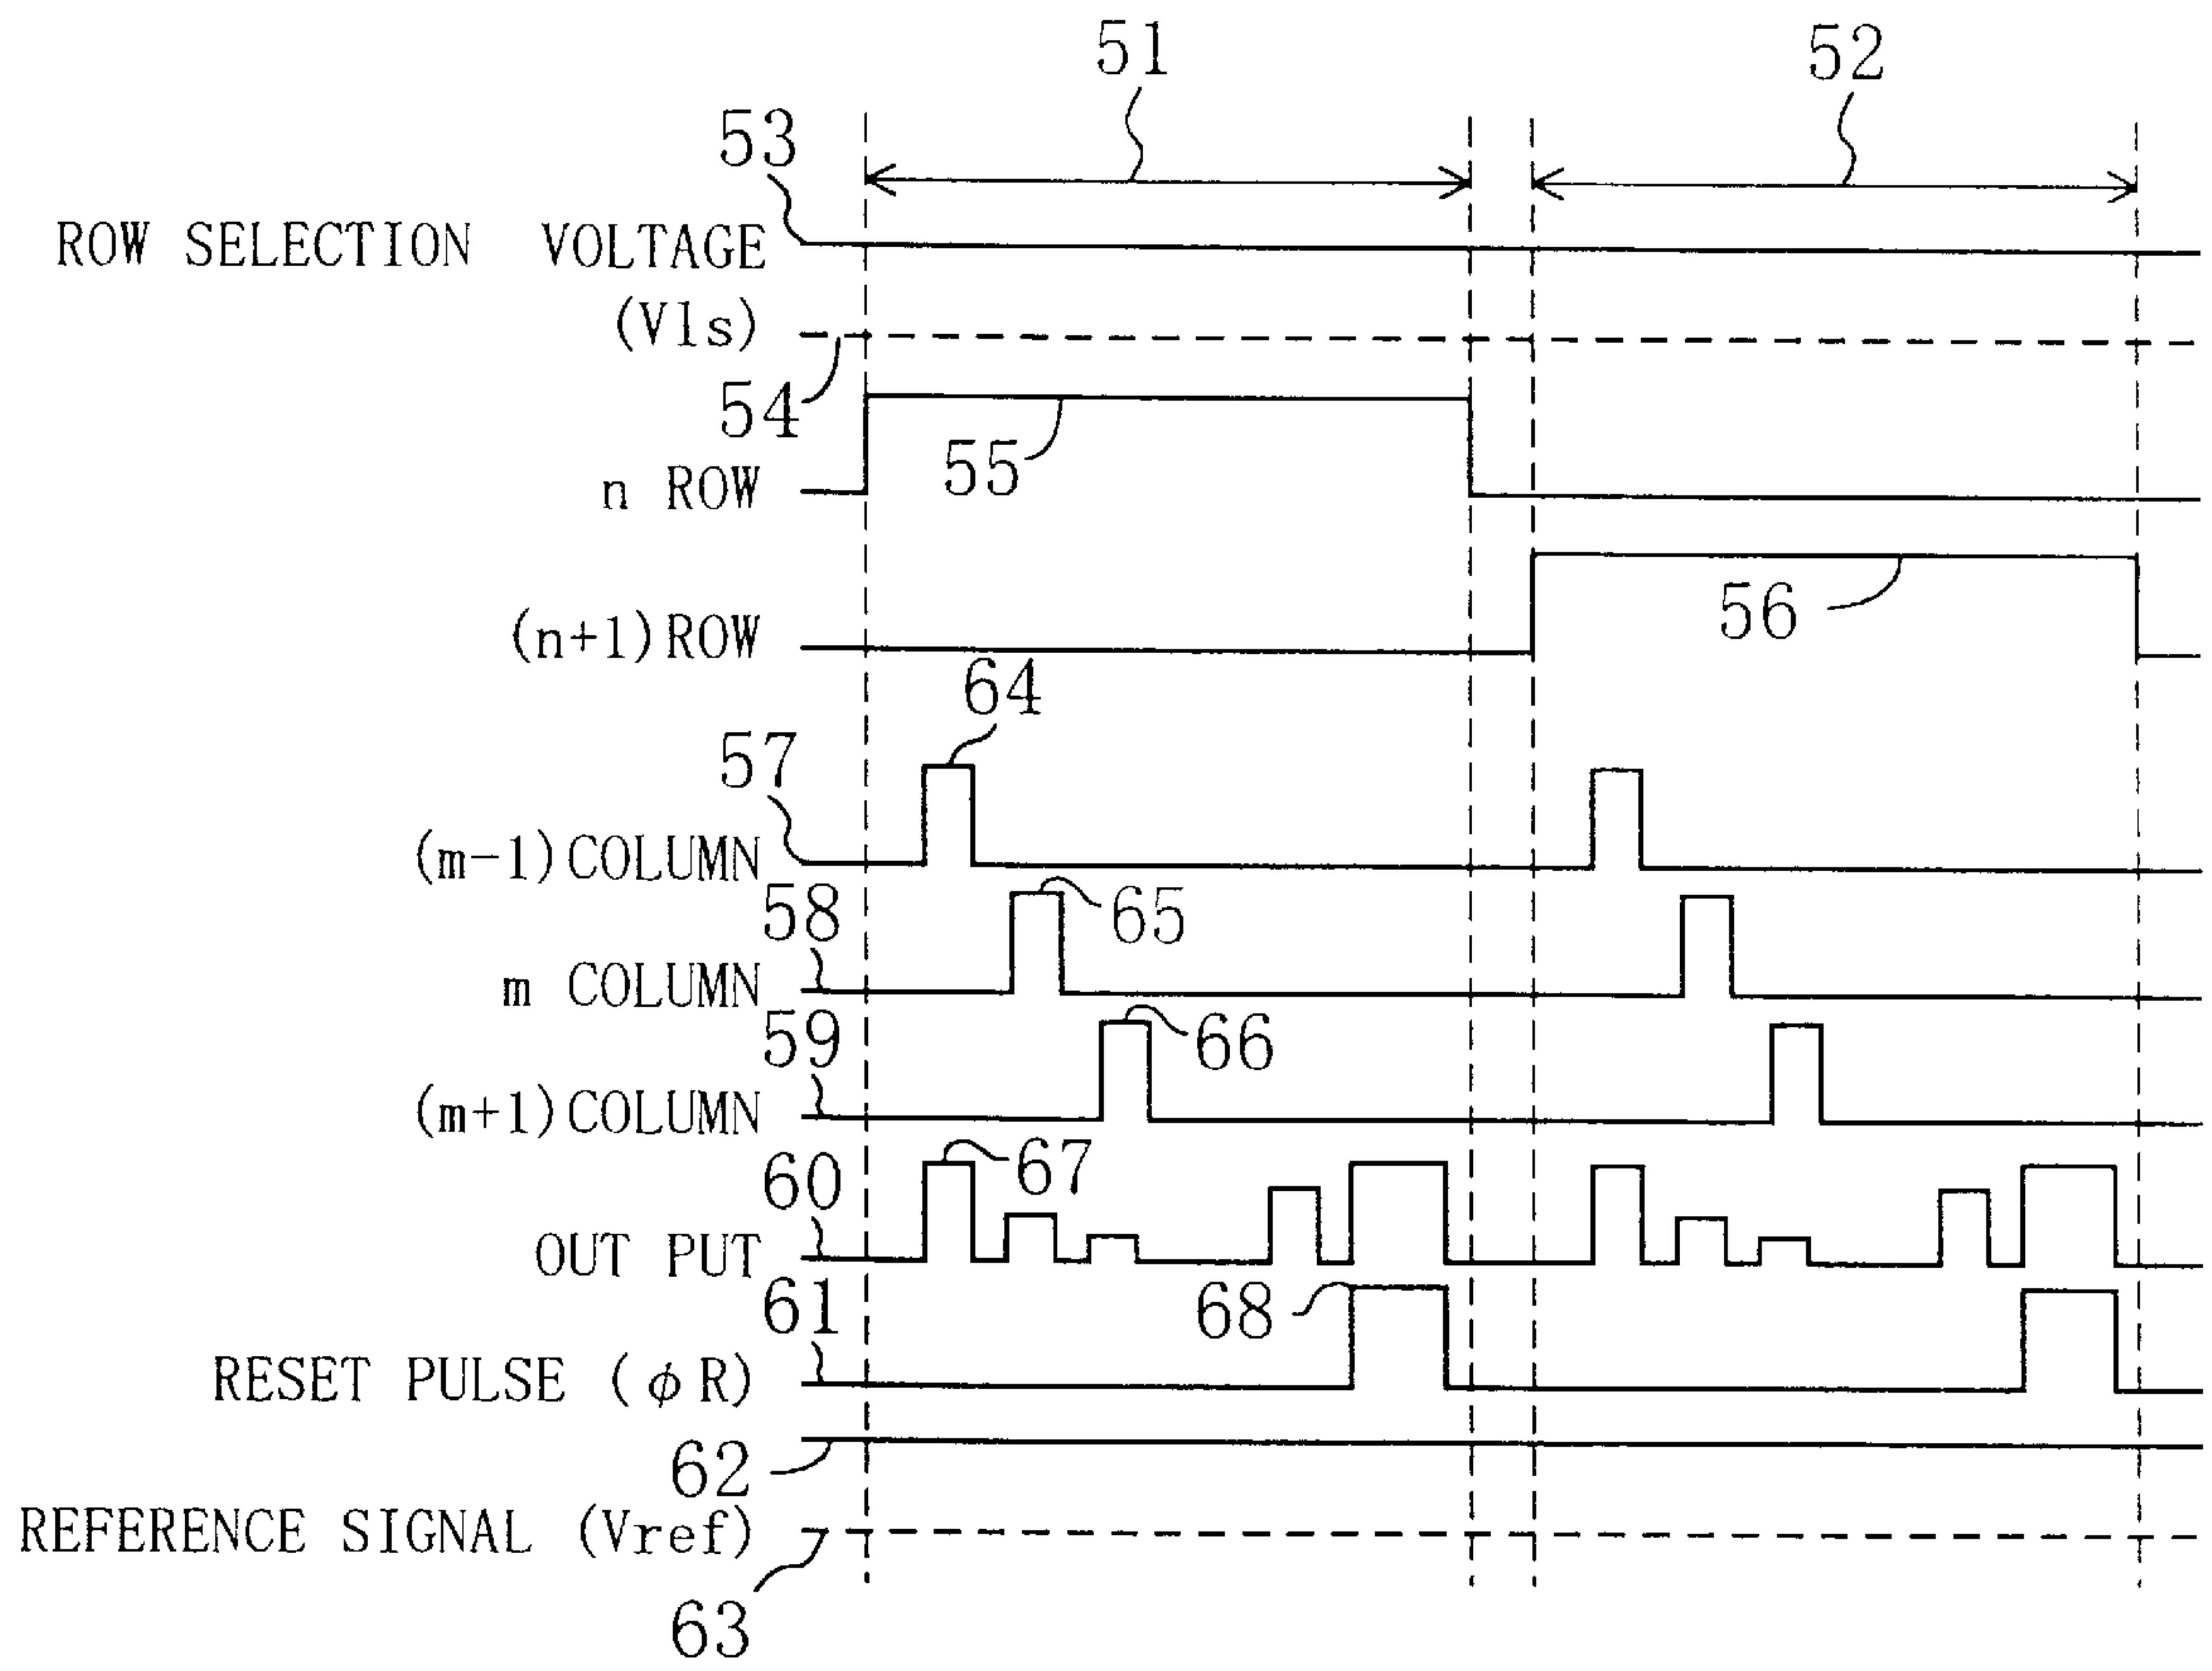 51
52
53
ROW SELECTION VOLTAGE
(Vls)
54
55
n ROW
56
(n+1)ROW
64
57
(m-1)COLUMN
58
65
m COLUMN
59
66
(m+1)COLUMN
60
67
OUT PUT
61
68
RESET PULSE (φR)
62
REFERENCE SIGNAL (Vref)
63